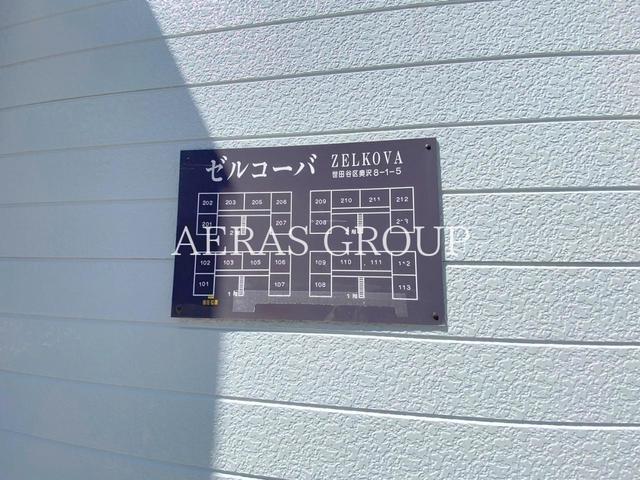 ゼルコーバ ZELKOVA
世田谷区奥沢8-1-5
202 203 205 206 209 210 211 212
201 207 208 213
AERAS GROUP
102 103 105 106 109 110 111 112
101 107 108 113
1階 1階